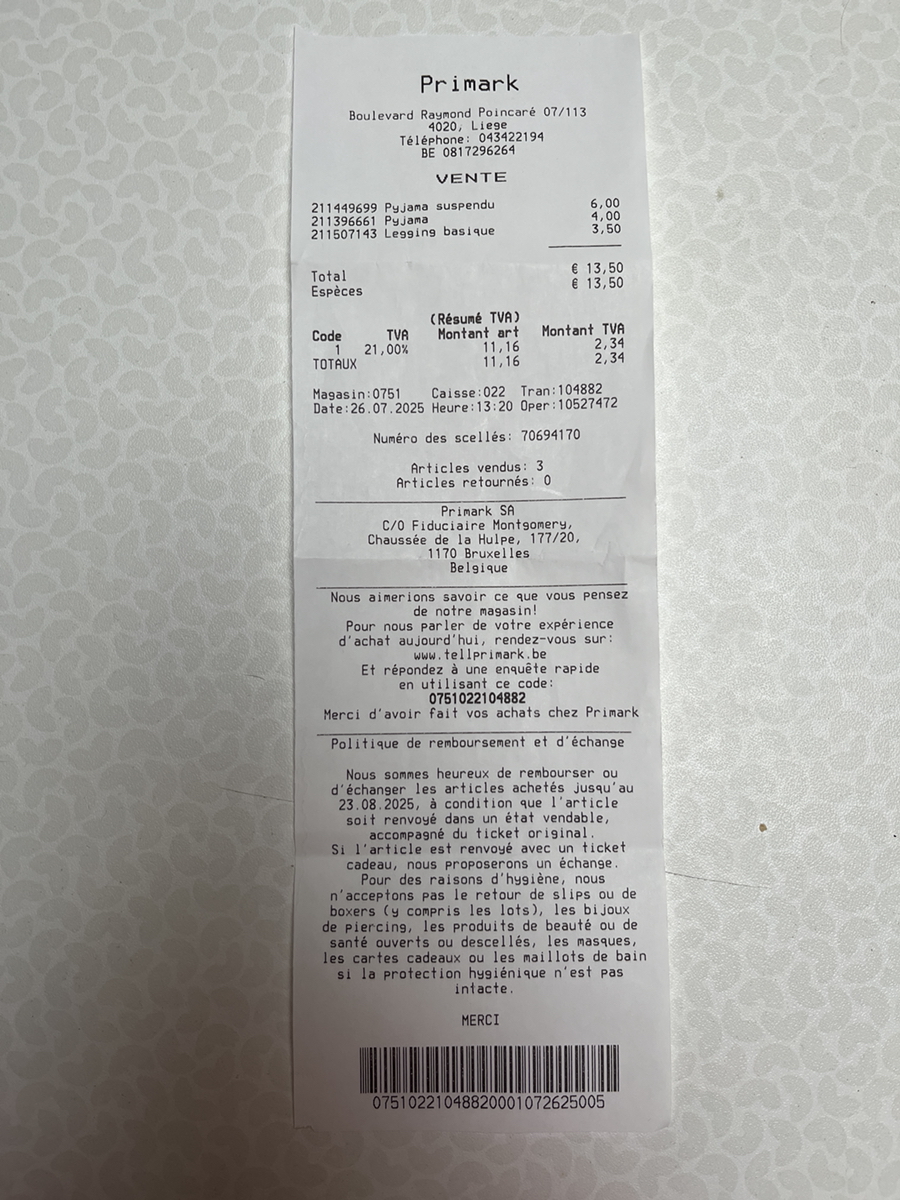 Primark
Boulevard Raymond Poincaré 07/113
4020, Liege
Téléphone: 043422194
BE 0817296264
VENTE
211449699 Pyjama suspendu 6,00
211396661 Pyjama 4,00
211507143 Legging basique 3,50
Total € 13,50
Espèces € 13,50
(Résumé TVA)
Code TVA Montant art Montant TVA
1 21,00% 11,16 2,34
TOTAUX 11,16 2,34
Magasin:0751 Caisse:022 Tran:104882
Date:26.07.2025 Heure:13:20 Oper:10527472
Numéro des scellés: 70694170
Articles vendus: 3
Articles retournés: 0
Primark SA
C/O Fiduciaire Montgomery,
Chaussée de la Hulpe, 177/20,
1170 Bruxelles
Belgique
Nous aimerions savoir ce que vous pensez
de notre magasin!
Pour nous parler de votre expérience
d'achat aujourd'hui, rendez-vous sur:
www.tellprimark.be
Et répondez à une enquête rapide
en utilisant ce code:
0751022104882
Merci d'avoir fait vos achats chez Primark
Politique de remboursement et d'échange
Nous sommes heureux de rembourser ou
d'échanger les articles achetés jusqu'au
23.08.2025, à condition que l'article
soit renvoyé dans un état vendable,
accompagné du ticket original.
Si l'article est renvoyé avec un ticket
cadeau, nous proposerons un échange.
Pour des raisons d'hygiène, nous
n'acceptons pas le retour de slips ou de
boxers (y compris les lots), les bijoux
de piercing, les produits de beauté ou de
santé ouverts ou descellés, les masques,
les cartes cadeaux ou les maillots de bain
si la protection hygiénique n'est pas
intacte.
MERCI
07510221048820001072625005